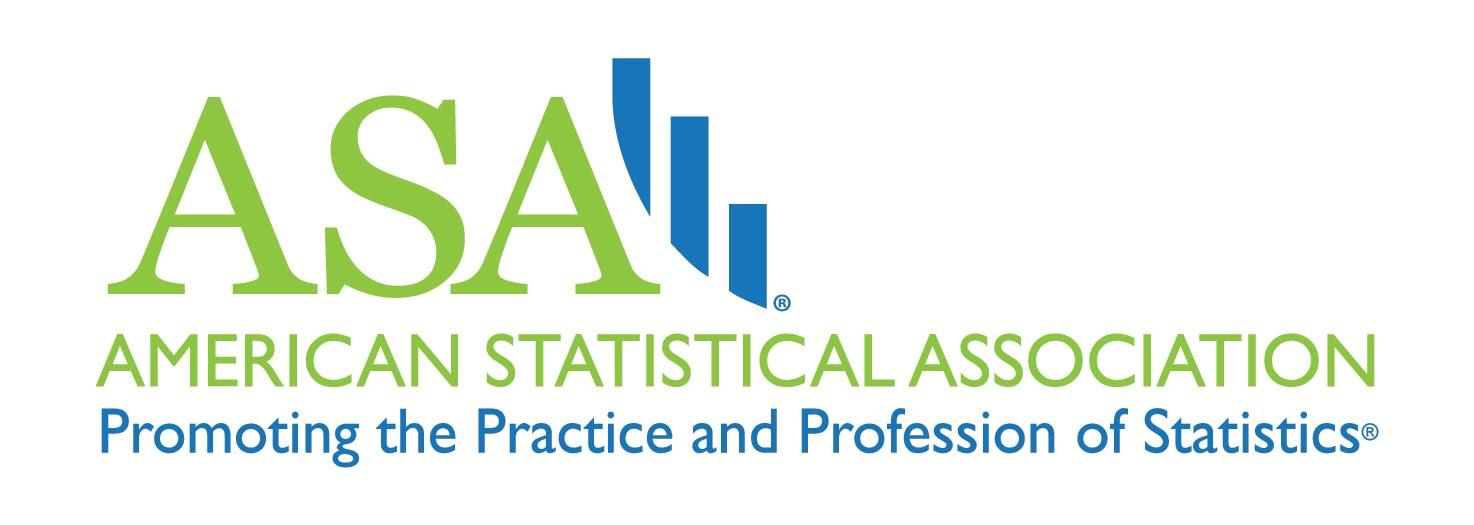 ASA®
AMERICAN STATISTICAL ASSOCIATION
Promoting the Practice and Profession of Statistics®